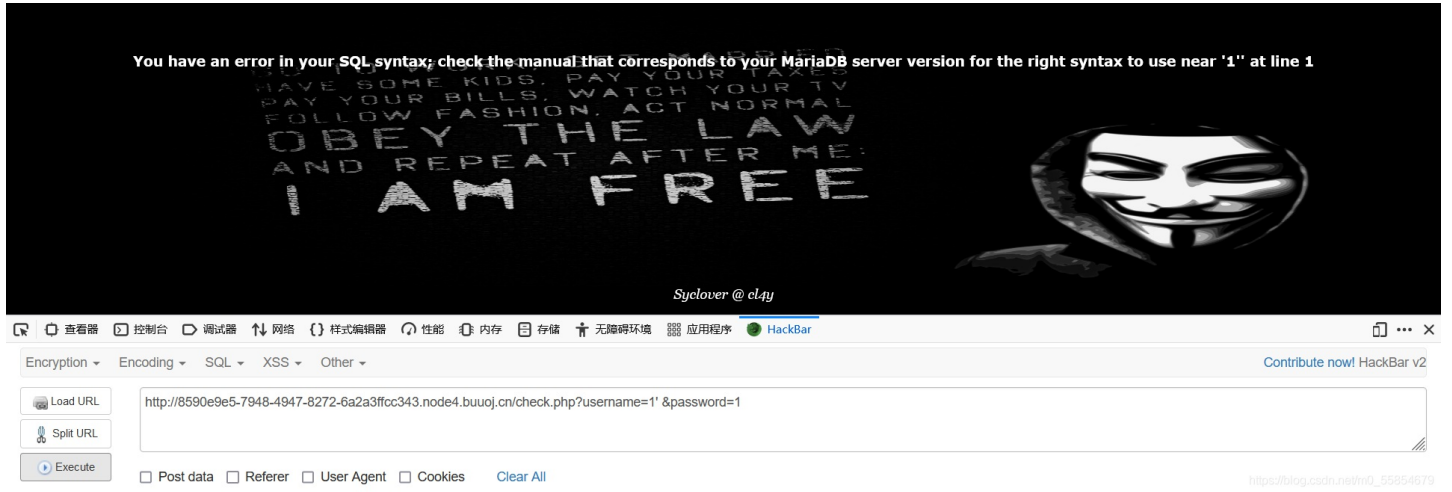 You have an error in your SQL syntax; check the manual that corresponds to your MariaDB server version for the right syntax to use near '1'' at line 1
HAVE SOME KIDS, PAY YOUR TAXES
PAY YOUR BILLS, WATCH YOUR TV
FOLLOW FASHION, ACT NORMAL
OBEY THE LAW
AND REPEAT AFTER ME:
I AM FREE
Syclover @ cl4y
查看器 控制台 调试器 网络 样式编辑器 性能 内存 存储 无障碍环境 应用程序 HackBar
Encryption Encoding SQL XSS Other Contribute now! HackBar v2
Load URL
http://8590e9e5-7948-4947-8272-6a2a3ffcc343.node4.buuoj.cn/check.php?username=1' &password=1
Split URL
Execute
Post data Referer User Agent Cookies Clear All
https://blog.csdn.net/m0_55854679